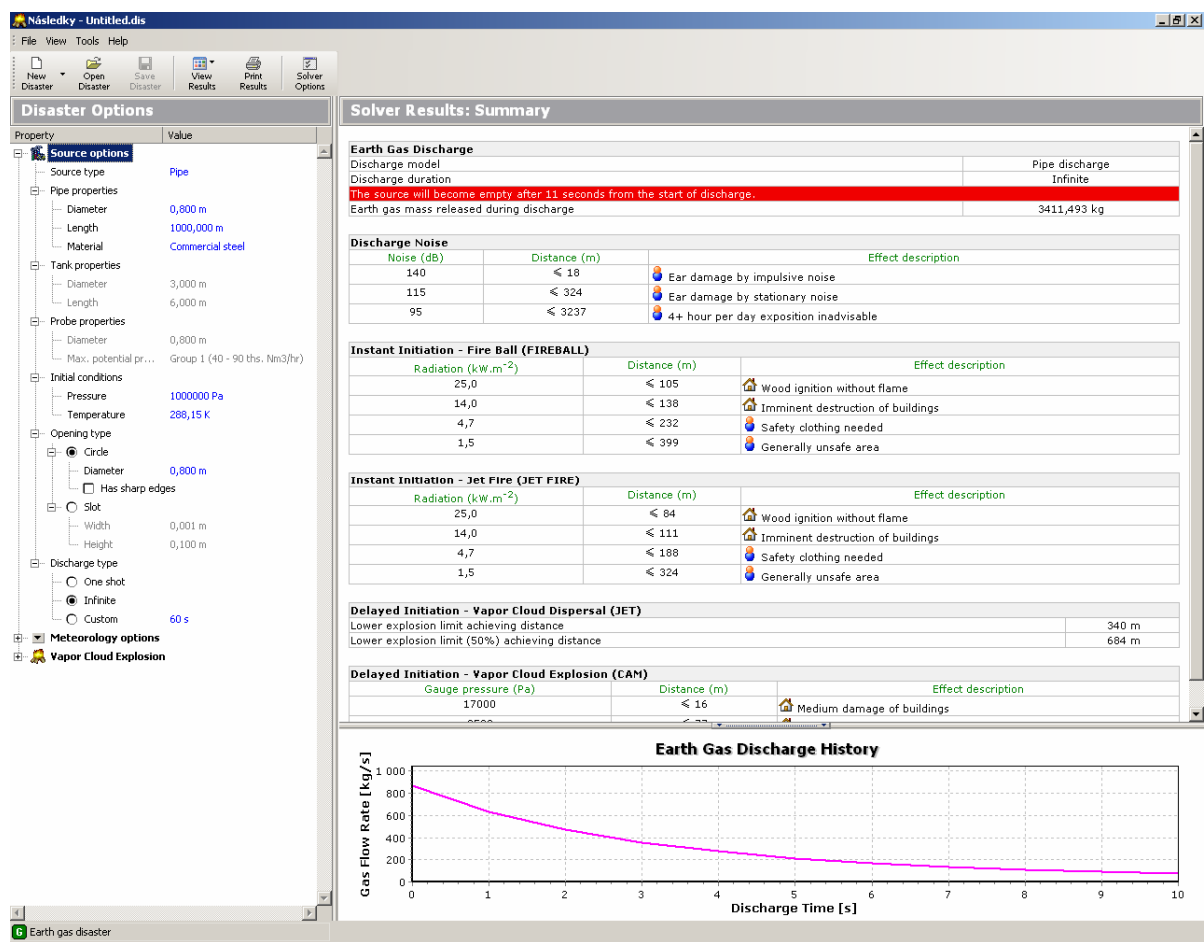 Následky - Untitled.dis
File View Tools Help
New Disaster Open Disaster Save Disaster View Results Print Results Solver Options
Disaster Options
Property Value
Source options
Source type Pipe
Pipe properties
Diameter 0,800 m
Length 1000,000 m
Material Commercial steel
Tank properties
Diameter 3,000 m
Length 6,000 m
Probe properties
Diameter 0,800 m
Max. potential pr... Group 1 (40 - 90 ths. Nm3/hr)
Initial conditions
Pressure 1000000 Pa
Temperature 288,15 K
Opening type
Circle
Diameter 0,800 m
Has sharp edges
Slot
Width 0,001 m
Height 0,100 m
Discharge type
One shot
Infinite
Custom 60 s
Meteorology options
Vapor Cloud Explosion
Solver Results: Summary
Earth Gas Discharge
Discharge model Pipe discharge
Discharge duration Infinite
The source will become empty after 11 seconds from the start of discharge.
Earth gas mass released during discharge 3411,493 kg
Discharge Noise
Noise (dB) Distance (m) Effect description
140 ⩽ 18 Ear damage by impulsive noise
115 ⩽ 324 Ear damage by stationary noise
95 ⩽ 3237 4+ hour per day exposition inadvisable
Instant Initiation - Fire Ball (FIREBALL)
Radiation (kW.m-2) Distance (m) Effect description
25,0 ⩽ 105 Wood ignition without flame
14,0 ⩽ 138 Imminent destruction of buildings
4,7 ⩽ 232 Safety clothing needed
1,5 ⩽ 399 Generally unsafe area
Instant Initiation - Jet Fire (JET FIRE)
Radiation (kW.m-2) Distance (m) Effect description
25,0 ⩽ 84 Wood ignition without flame
14,0 ⩽ 111 Imminent destruction of buildings
4,7 ⩽ 188 Safety clothing needed
1,5 ⩽ 324 Generally unsafe area
Delayed Initiation - Vapor Cloud Dispersal (JET)
Lower explosion limit achieving distance 340 m
Lower explosion limit (50%) achieving distance 684 m
Delayed Initiation - Vapor Cloud Explosion (CAM)
Gauge pressure (Pa) Distance (m) Effect description
17000 ⩽ 16 Medium damage of buildings
Earth Gas Discharge History
Gas Flow Rate [kg/s]
1 000
800
600
400
200
0
0 1 2 3 4 5 6 7 8 9 10
Discharge Time [s]
G Earth gas disaster